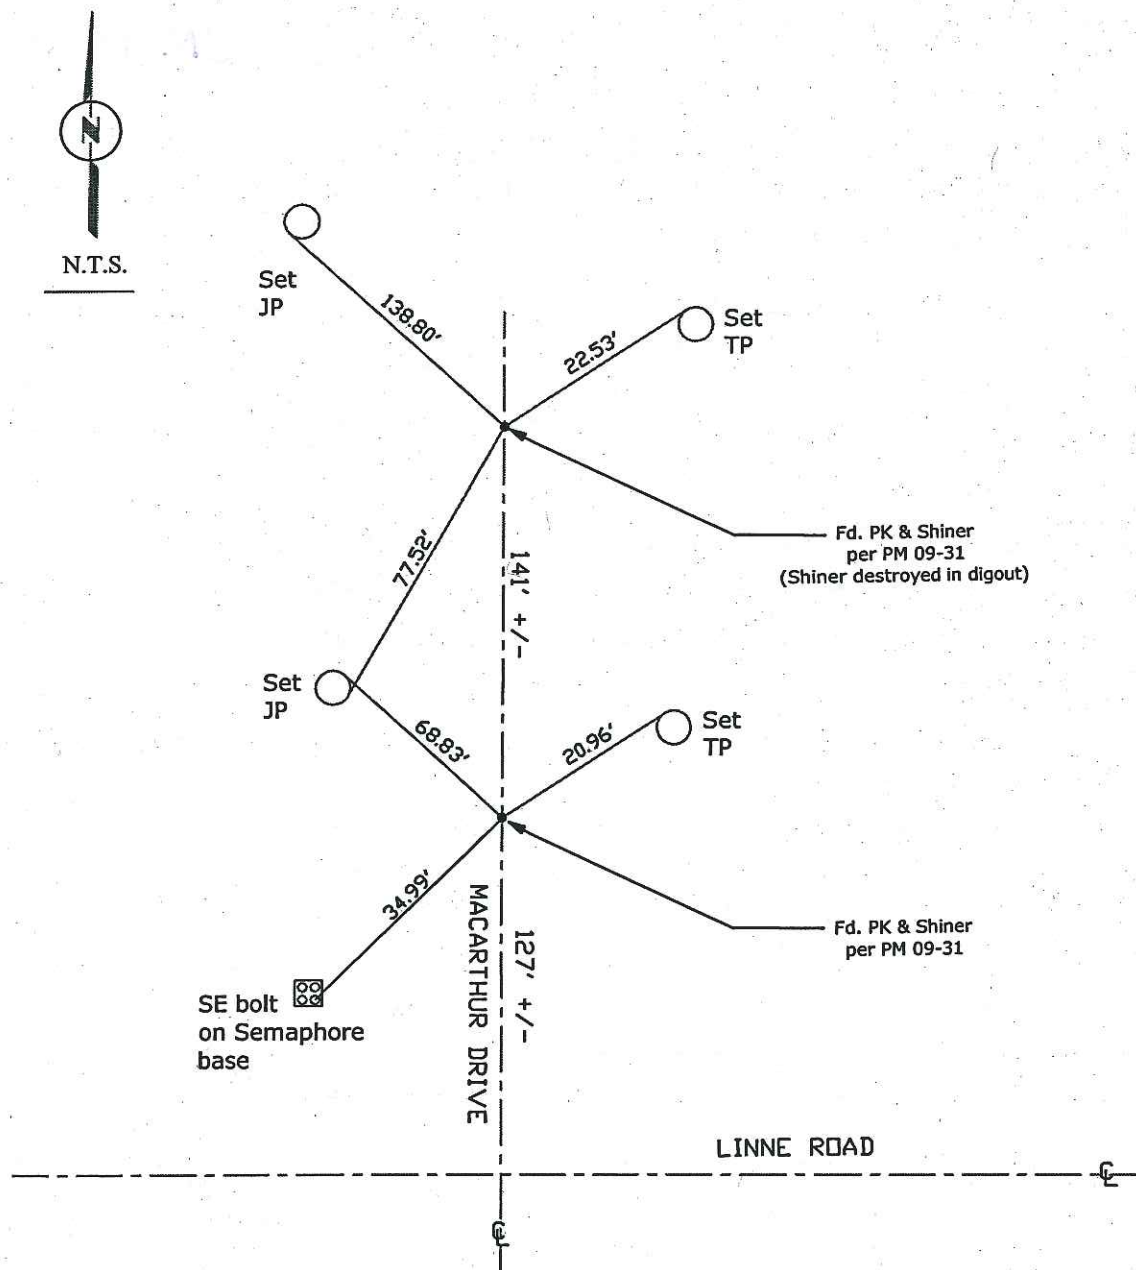 N
N.T.S.
Set
JP
138.80'
22.53'
Set
TP
Fd. PK & Shiner
per PM 09-31
(Shiner destroyed in digout)
77.52'
141' +/-
Set
JP
68.83'
20.96'
Set
TP
34.99'
MACARTHUR DRIVE
127' +/-
Fd. PK & Shiner
per PM 09-31
SE bolt
on Semaphore
base
LINNE ROAD
℄
℄